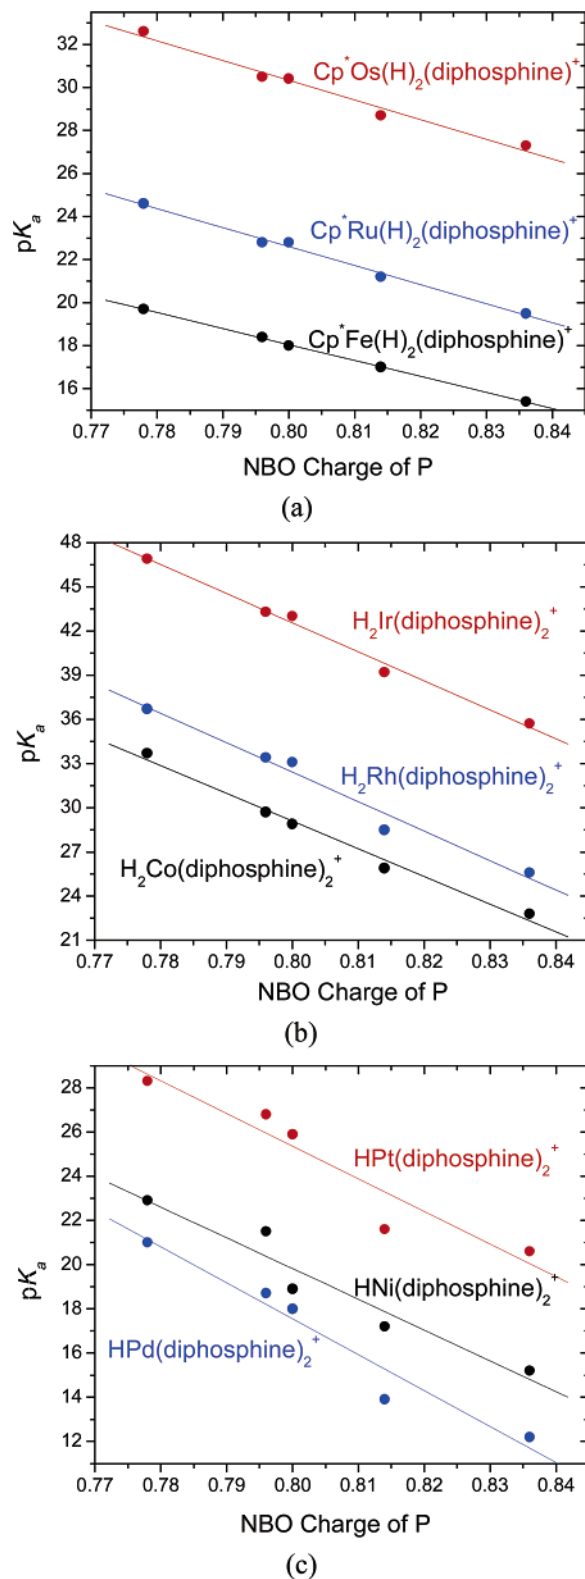 32
30
28
26
24
22
20
18
16
pKₐ
Cp*Os(H)₂(diphosphine)⁺
Cp*Ru(H)₂(diphosphine)⁺
Cp*Fe(H)₂(diphosphine)⁺
0.77 0.78 0.79 0.80 0.81 0.82 0.83 0.84
NBO Charge of P
(a)
48
45
42
39
36
33
30
27
24
21
pKₐ
H₂Ir(diphosphine)₂⁺
H₂Rh(diphosphine)₂⁺
H₂Co(diphosphine)₂⁺
0.77 0.78 0.79 0.80 0.81 0.82 0.83 0.84
NBO Charge of P
(b)
28
26
24
22
20
18
16
14
12
pKₐ
HPt(diphosphine)₂⁺
HNi(diphosphine)₂⁺
HPd(diphosphine)₂⁺
0.77 0.78 0.79 0.80 0.81 0.82 0.83 0.84
NBO Charge of P
(c)